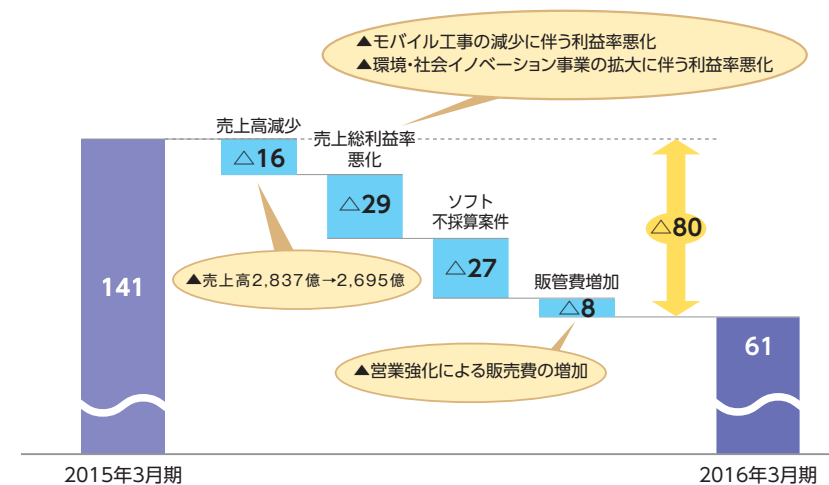 ▲モバイル工事の減少に伴う利益率悪化
▲環境・社会イノベーション事業の拡大に伴う利益率悪化
売上高減少
△16
売上総利益率
悪化
△29
ソフト
不採算案件
△27
販管費増加
△8
△80
▲売上高2,837億→2,695億
▲営業強化による販売費の増加
141
61
2015年3月期
2016年3月期